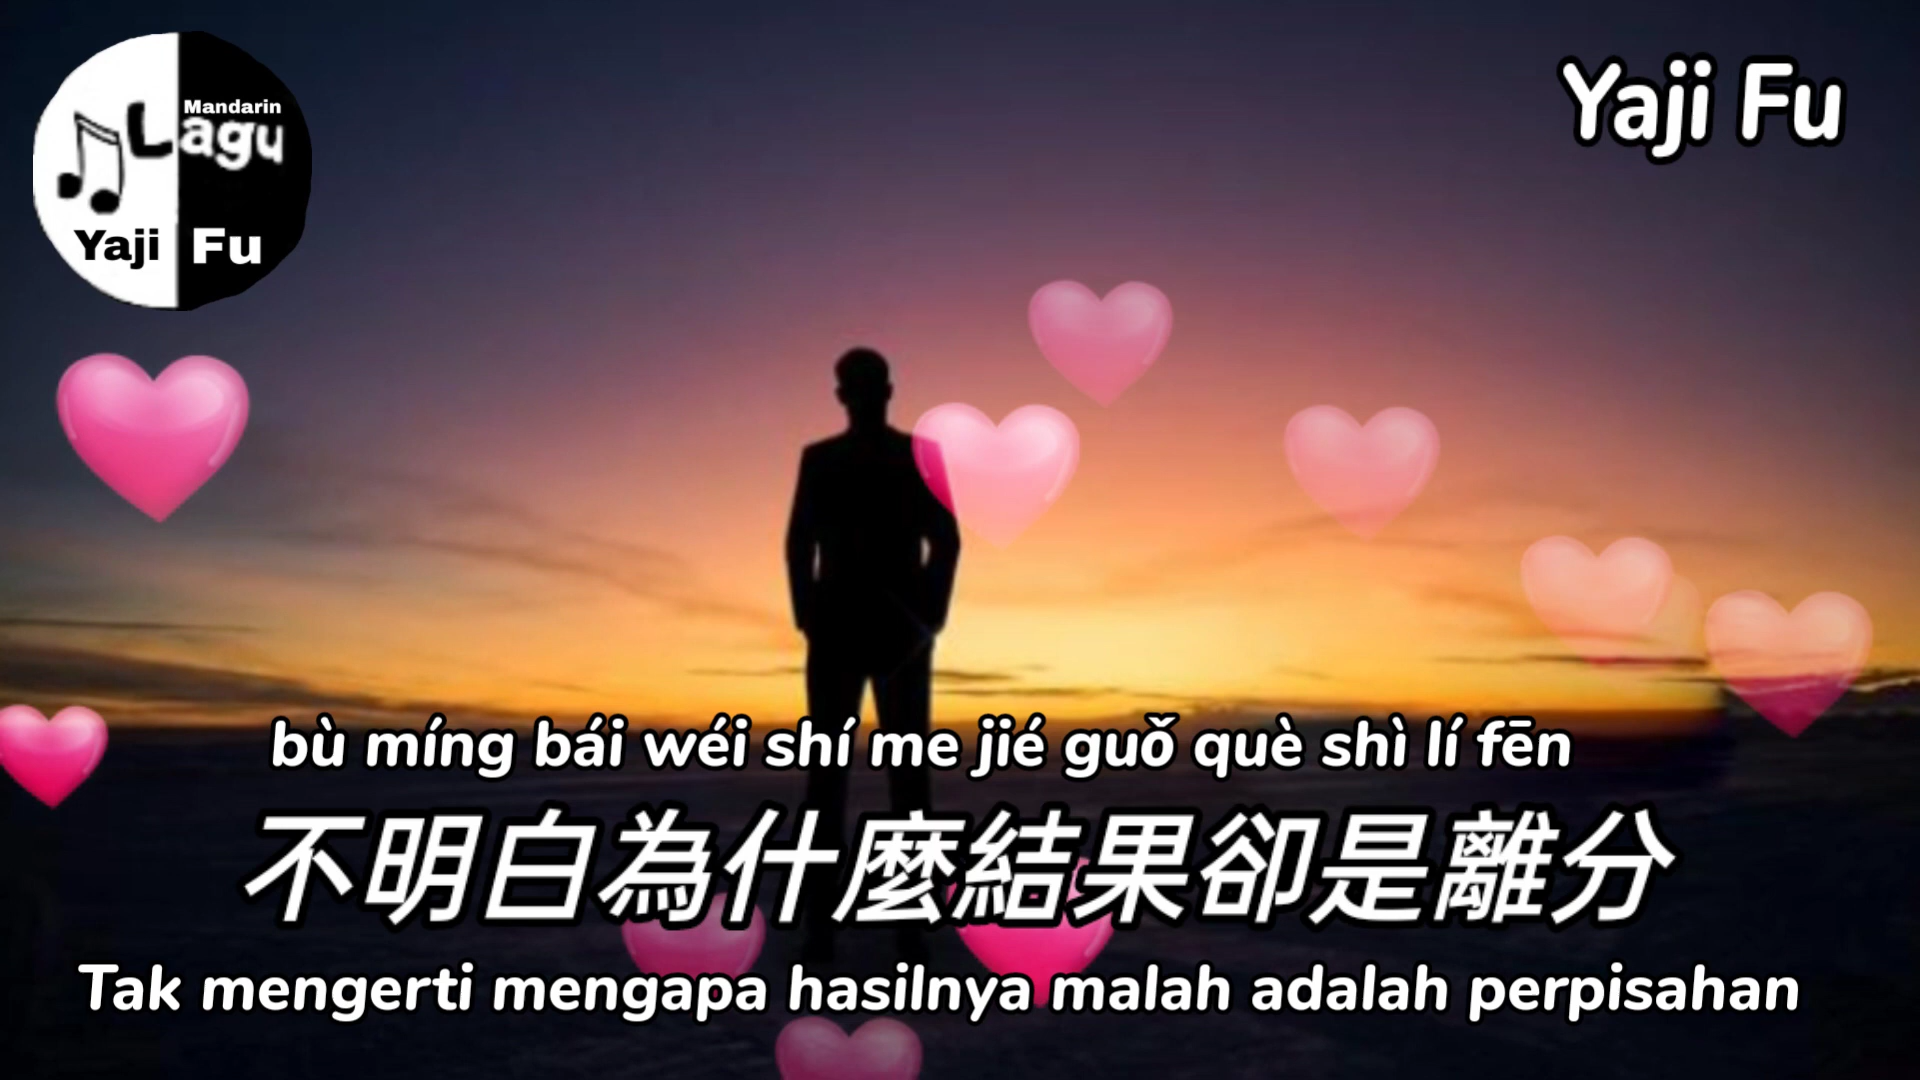 Mandarin
Lagu
Yaji Fu
Yaji Fu
bù míng bái wéi shí me jié guǒ què shì lí fēn
不明白為什麼結果卻是離分
Tak mengerti mengapa hasilnya malah adalah perpisahan